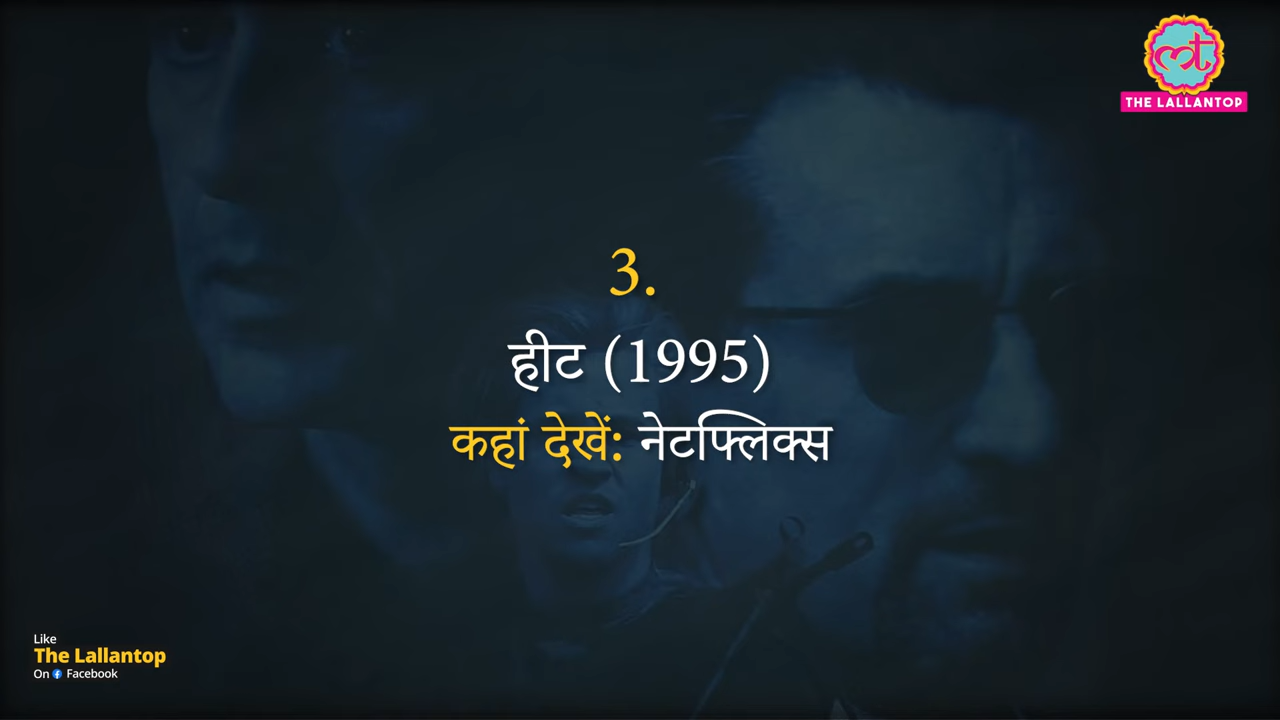 THE LALLANTOP
3.
हीट (1995)
कहां देखें: नेटफ्लिक्स
Like
The Lallantop
On Facebook